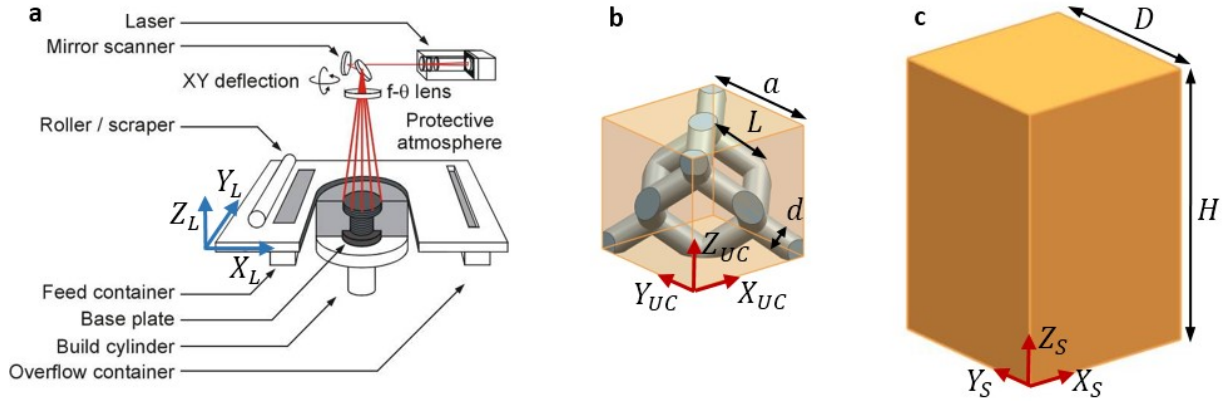 a
Laser
Mirror scanner
XY deflection
f-θ lens
Protective
atmosphere
Roller / scraper
Y_L
Z_L
X_L
Feed container
Base plate
Build cylinder
Overflow container
b
a
L
d
Z_UC
Y_UC
X_UC
c
D
H
Z_S
Y_S
X_S